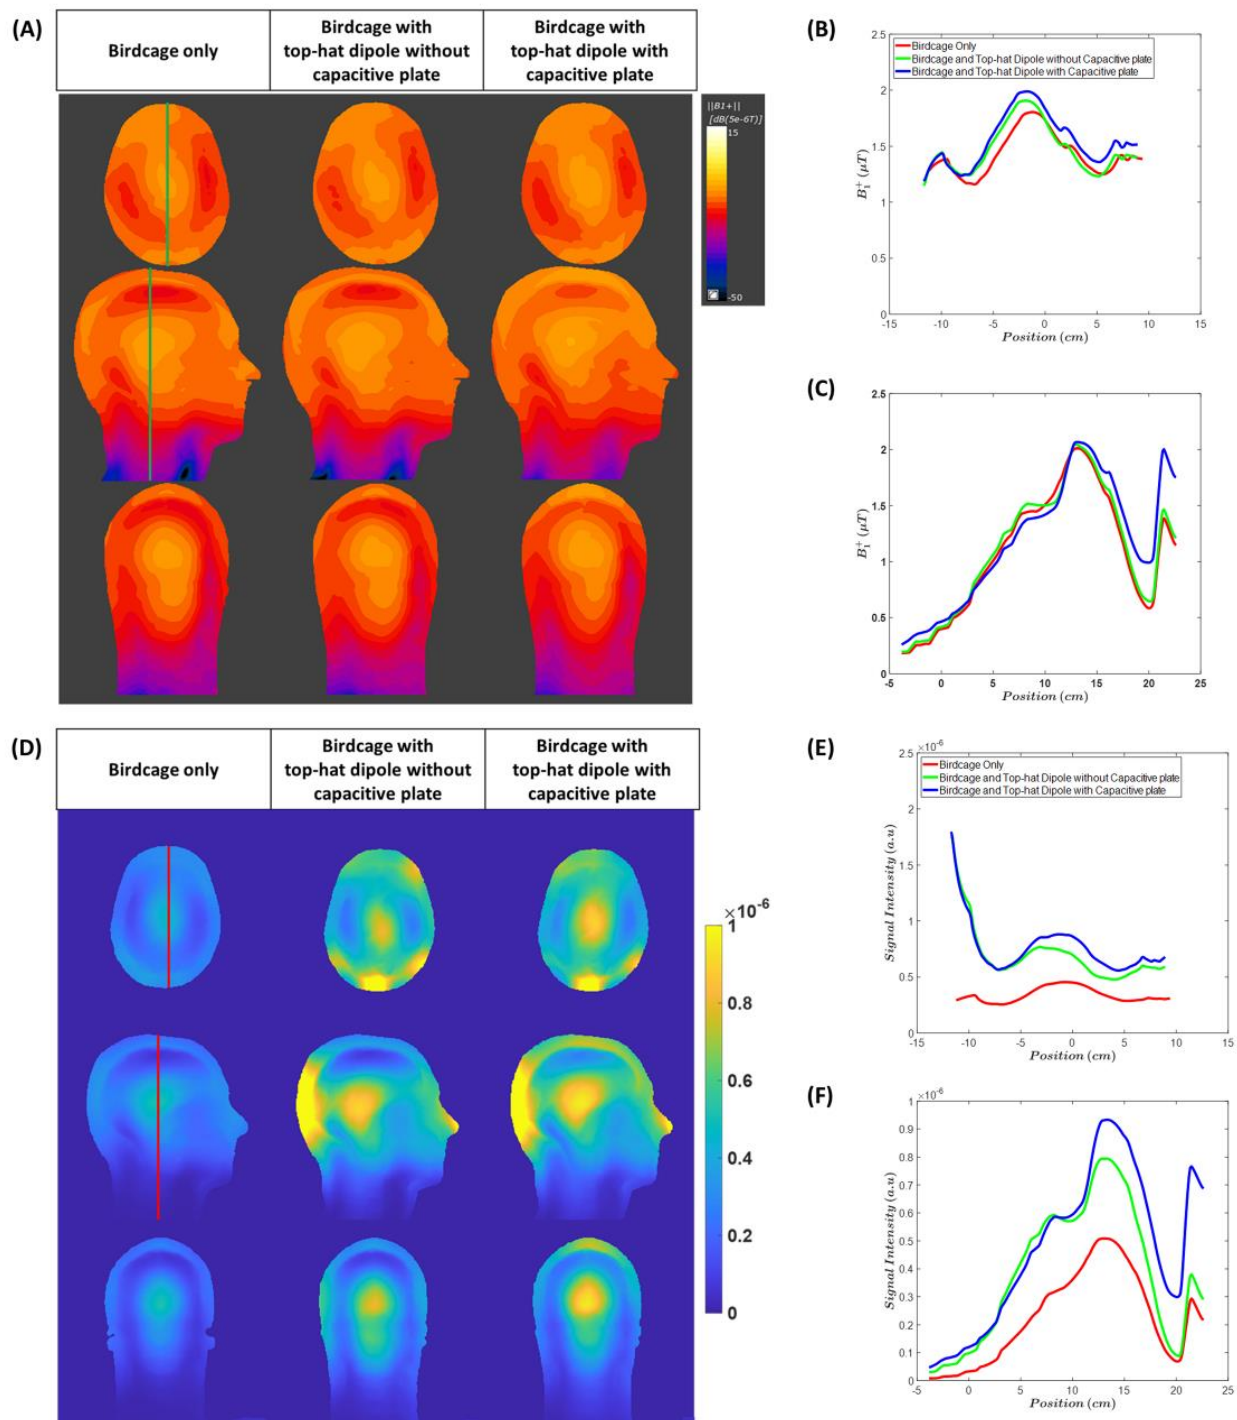 (A)
Birdcage only
Birdcage with
top-hat dipole without
capacitive plate
Birdcage with
top-hat dipole with
capacitive plate
||B1+||
[dB(5e-6T)]
15
-50
(B)
Birdcage Only
Birdcage and Top-hat Dipole without Capacitive plate
Birdcage and Top-hat Dipole with Capacitive plate
2.5
2
1.5
1
0.5
0
B₁⁺ (μT)
-15 -10 -5 0 5 10 15
Position (cm)
(C)
2.5
2
1.5
1
0.5
0
B₁⁺ (μT)
-5 0 5 10 15 20 25
Position (cm)
(D)
Birdcage only
Birdcage with
top-hat dipole without
capacitive plate
Birdcage with
top-hat dipole with
capacitive plate
×10⁻⁶
1
0.8
0.6
0.4
0.2
0
(E)
×10⁻⁶
Birdcage Only
Birdcage and Top-hat Dipole without Capacitive plate
Birdcage and Top-hat Dipole with Capacitive plate
2.5
2
1.5
1
0.5
0
Signal Intensity (a.u)
-15 -10 -5 0 5 10 15
Position (cm)
(F)
×10⁻⁶
1
0.9
0.8
0.7
0.6
0.5
0.4
0.3
0.2
0.1
0
Signal Intensity (a.u)
-5 0 5 10 15 20 25
Position (cm)